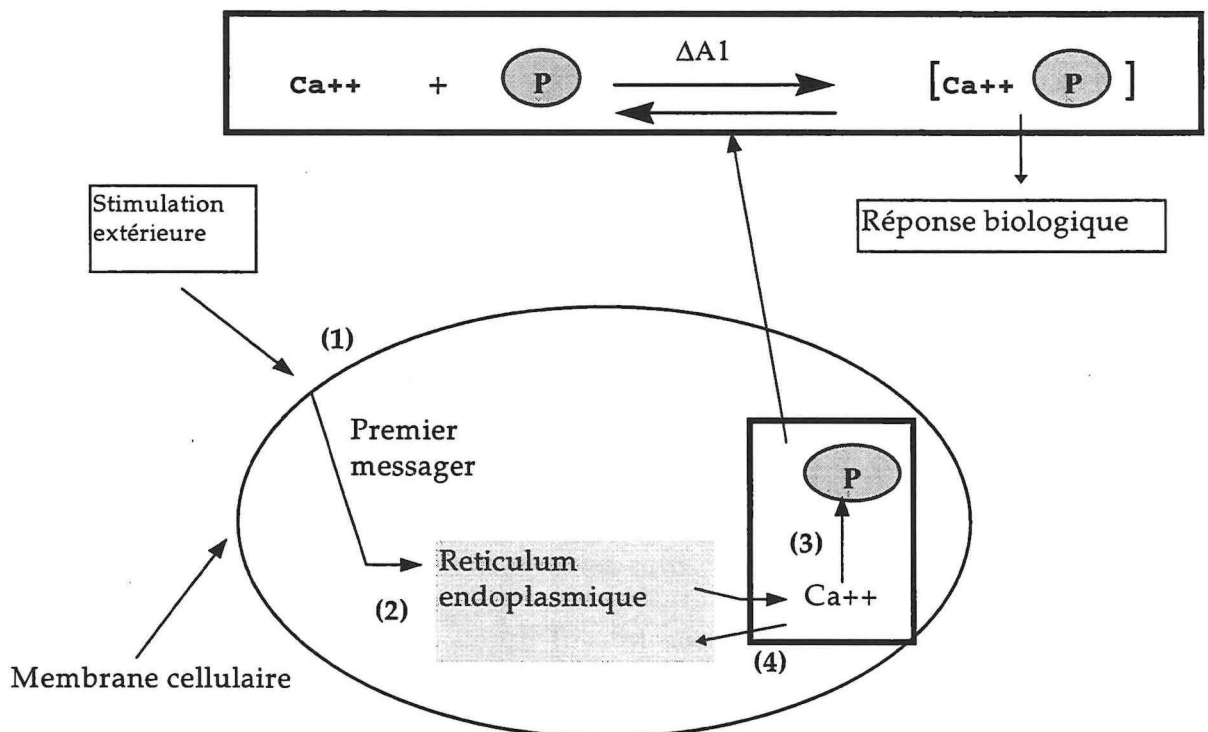 ΔA1
Ca++ + P [Ca++ P ]
Stimulation
extérieure
Réponse biologique
(1)
Premier
messager
P
(3)
Reticulum
endoplasmique
(2)
Ca++
(4)
Membrane cellulaire